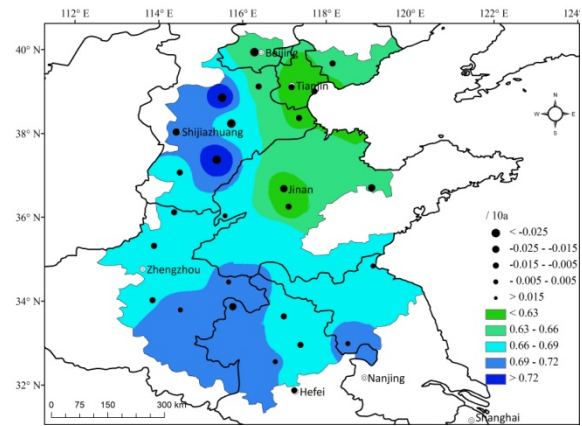 114°E 116°E 118°E 120°E 122°E 124°E
40°N
Beijing
Tianjin
N
W E
S
38°N
Shijiazhuang
Jinan
36°N
/ 10a
< -0.025
-0.025 - -0.015
-0.015 - -0.005
- 0.005 - 0.005
> 0.015
Zhengzhou
34°N
< 0.63
0.63 - 0.66
0.66 - 0.69
0.69 - 0.72
> 0.72
32°N
Nanjing
Hefei
0 75 150 300 km
Shanghai